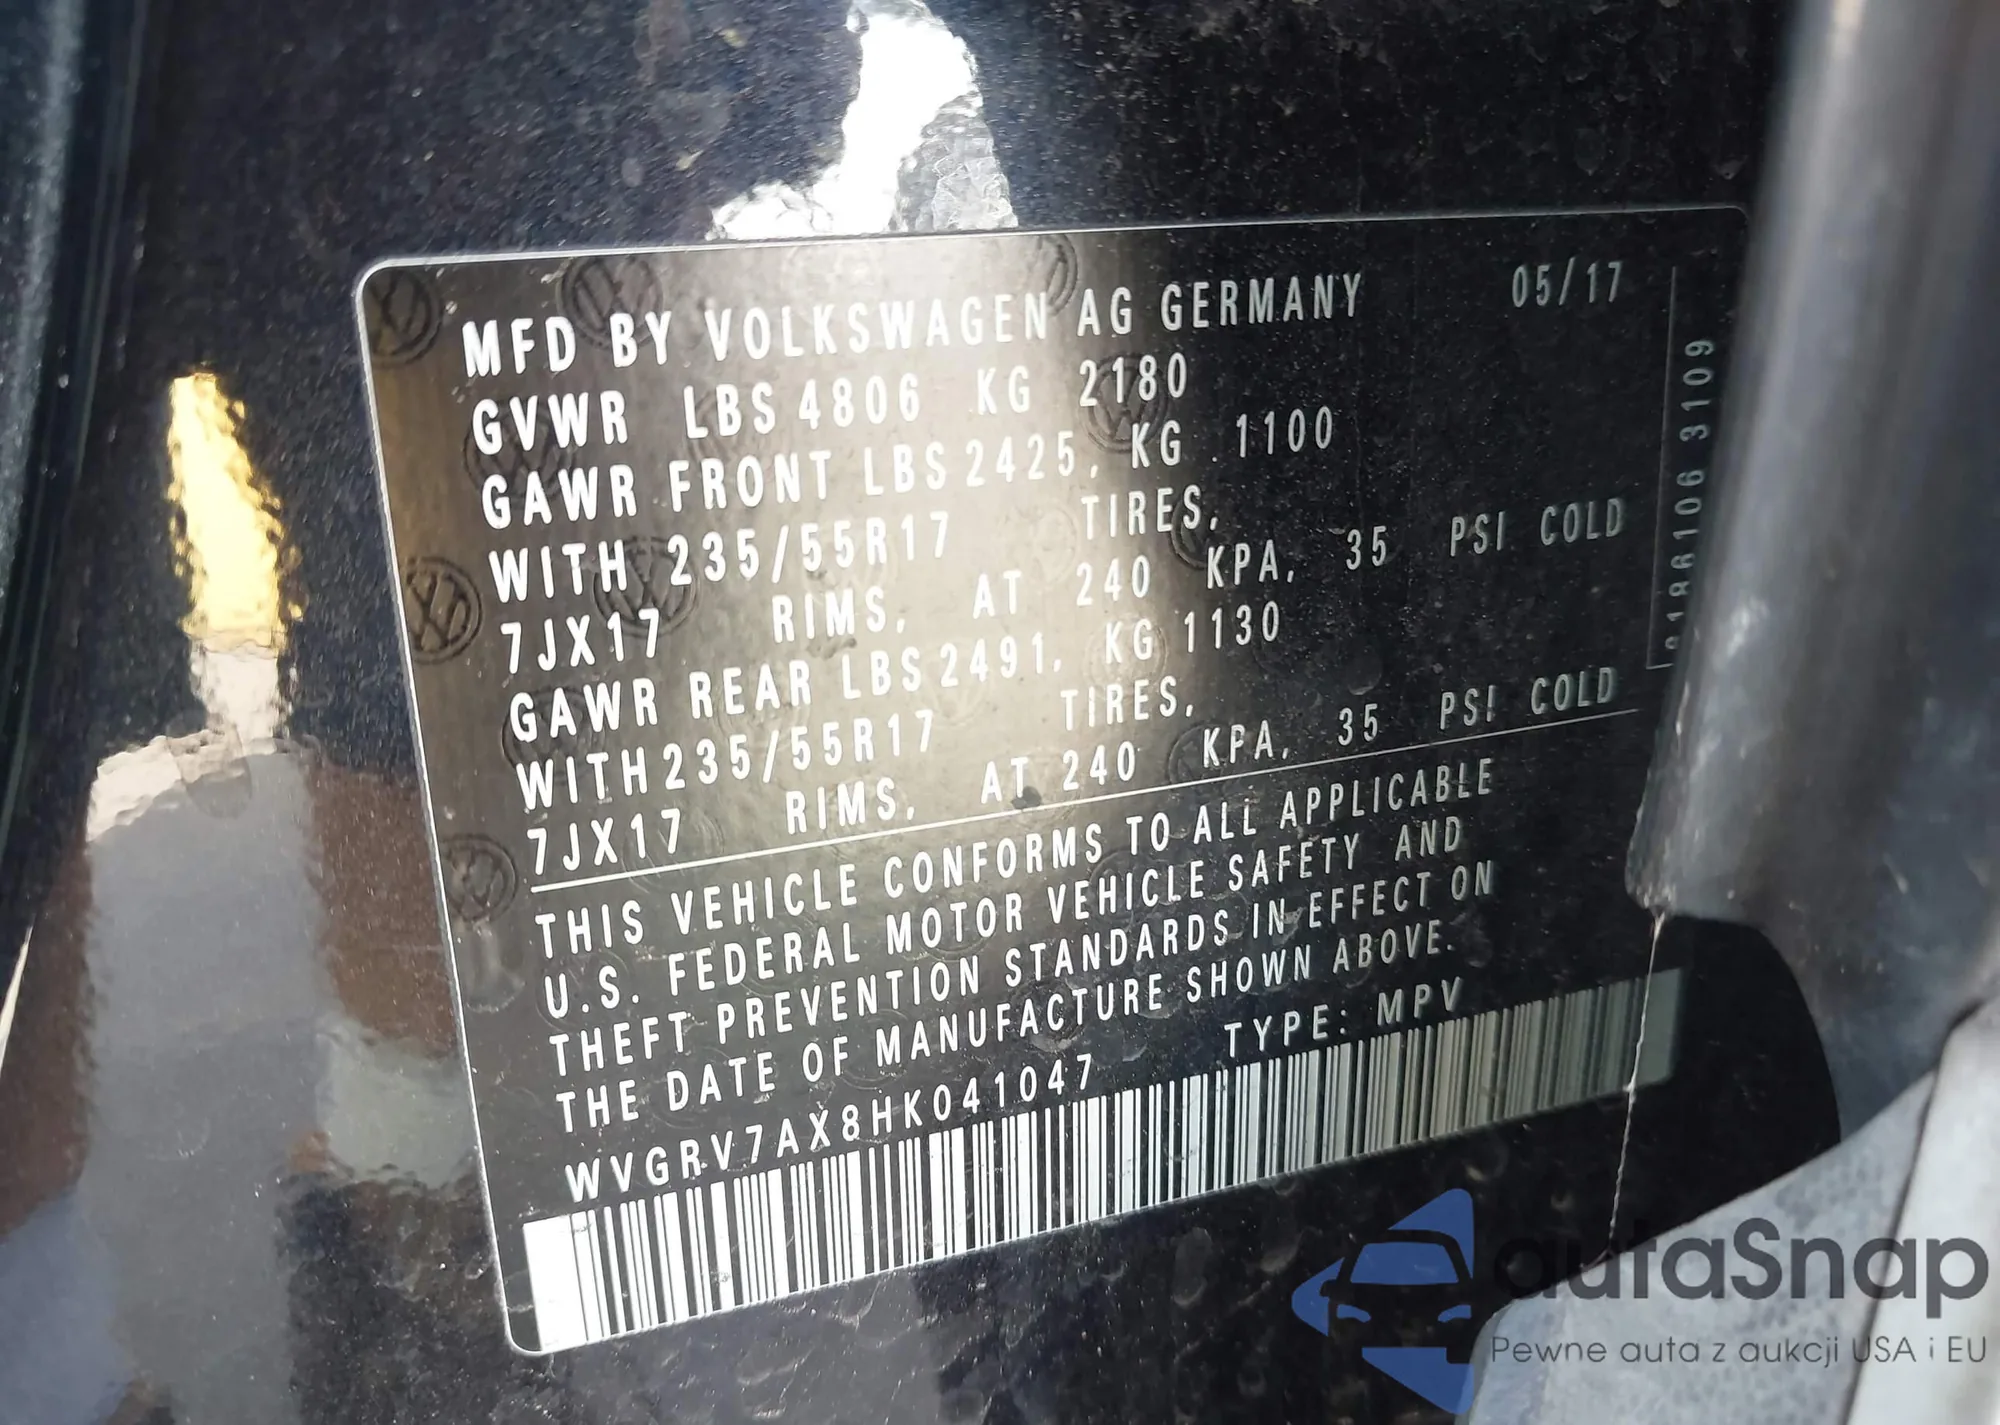 MFD BY VOLKSWAGEN AG GERMANY 05/17
GVWR LBS 4806 KG 2180
GAWR FRONT LBS 2425, KG 1100
WITH 235/55R17 TIRES,
7JX17 RIMS, AT 240 KPA, 35 PSI COLD
GAWR REAR LBS 2491, KG 1130
WITH 235/55R17 TIRES,
7JX17 RIMS, AT 240 KPA, 35 PSI COLD
THIS VEHICLE CONFORMS TO ALL APPLICABLE
U.S. FEDERAL MOTOR VEHICLE SAFETY AND
THEFT PREVENTION STANDARDS IN EFFECT ON
THE DATE OF MANUFACTURE SHOWN ABOVE.
WVGRV7AX8HK041047 TYPE: MPV
3109
autaSnap
Pewne auta z aukcji USA i EU